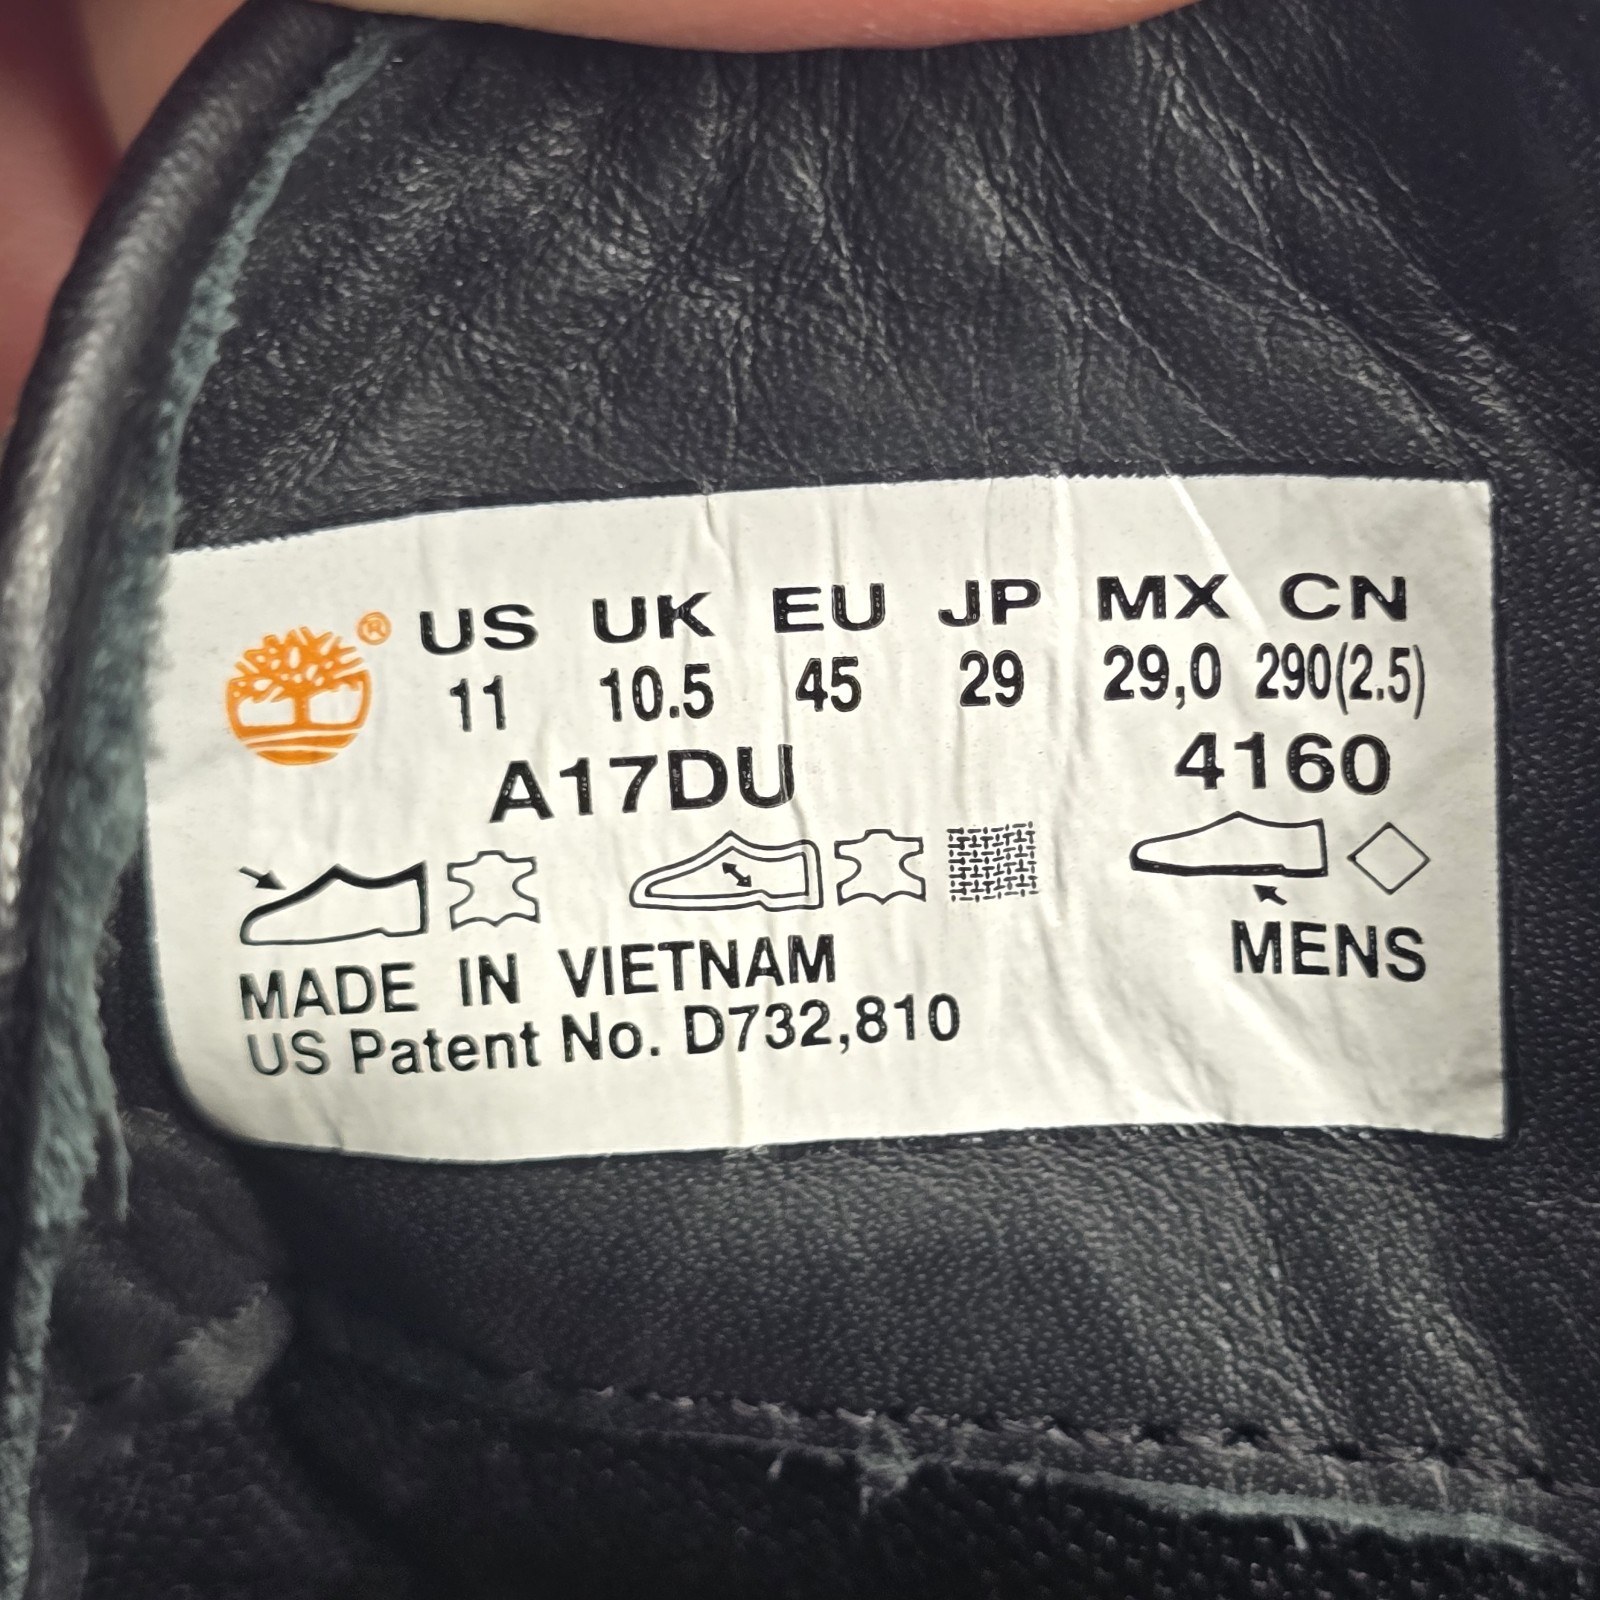 ® US UK EU JP MX CN
11 10.5 45 29 29,0 290(2.5)
A17DU 4160
MADE IN VIETNAM MENS
US Patent No. D732,810